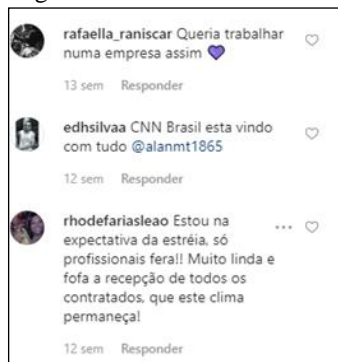 rafaella_raniscar Queria trabalhar
numa empresa assim 💜
13 sem Responder
edhsilvaa CNN Brasil esta vindo
com tudo @alanmt1865
12 sem Responder
rhodefariasleao Estou na
expectativa da estréia, só
profissionais fera!! Muito linda e
fofa a recepção de todos os
contratados, que este clima
permaneça!
12 sem Responder